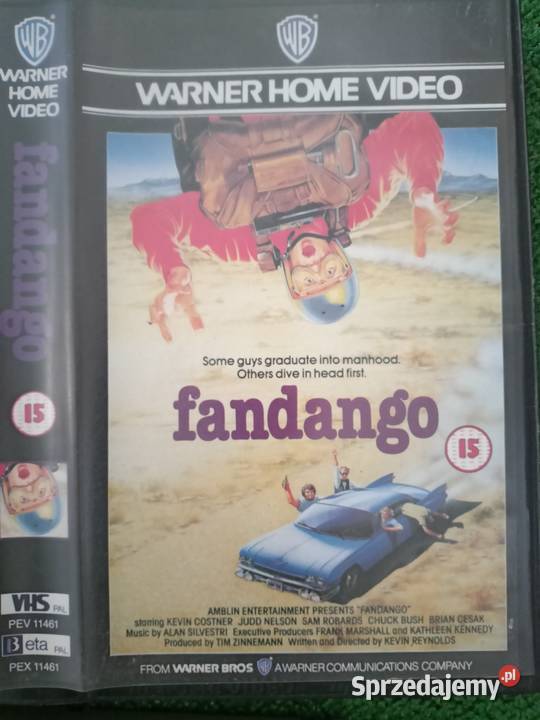 WB
WARNER
HOME
VIDEO
fandango
15
VHS PAL
PEV 11461
B eta PAL
PEX 11461
WB
WARNER HOME VIDEO
Some guys graduate into manhood.
Others dive in head first.
fandango
15
AMBLIN ENTERTAINMENT PRESENTS "FANDANGO"
starring KEVIN COSTNER JUDD NELSON SAM ROBARDS CHUCK BUSH BRIAN CESAK
Music by ALAN SILVESTRI Executive Producers FRANK MARSHALL and KATHLEEN KENNEDY
Produced by TIM ZINNEMANN Written and Directed by KEVIN REYNOLDS
FROM WARNER BROS WB A WARNER COMMUNICATIONS COMPANY
Sprzedajemy.pl